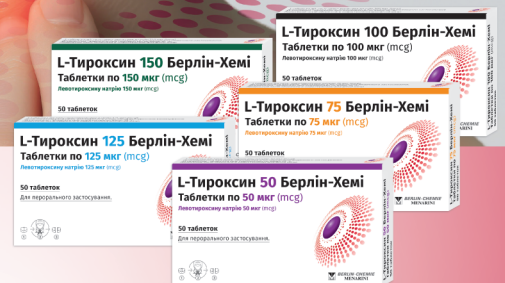 L-Тироксин 150 Берлін-Хемі
Таблетки по 150 мкг (mcg)
Левотироксину натрію 150 мкг (mcg)
50 таблеток
L-Тироксин 100 Берлін-Хемі
Таблетки по 100 мкг (mcg)
Левотироксину натрію 100 мкг (mcg)
50 таблеток
L-Тироксин 75 Берлін-Хемі
Таблетки по 75 мкг (mcg)
Левотироксину натрію 75 мкг (mcg)
BERLIN-CHEMIE
MENARINI
L-Тироксин 125 Берлін-Хемі
Таблетки по 125 мкг (mcg)
Левотироксину натрію 125 мкг (mcg)
50 таблеток
Для перорального застосування.
L-Тироксин 50 Берлін-Хемі
Таблетки по 50 мкг (mcg)
Левотироксину натрію 50 мкг (mcg)
50 таблеток
Для перорального застосування.
BERLIN-CHEMIE
MENARINI